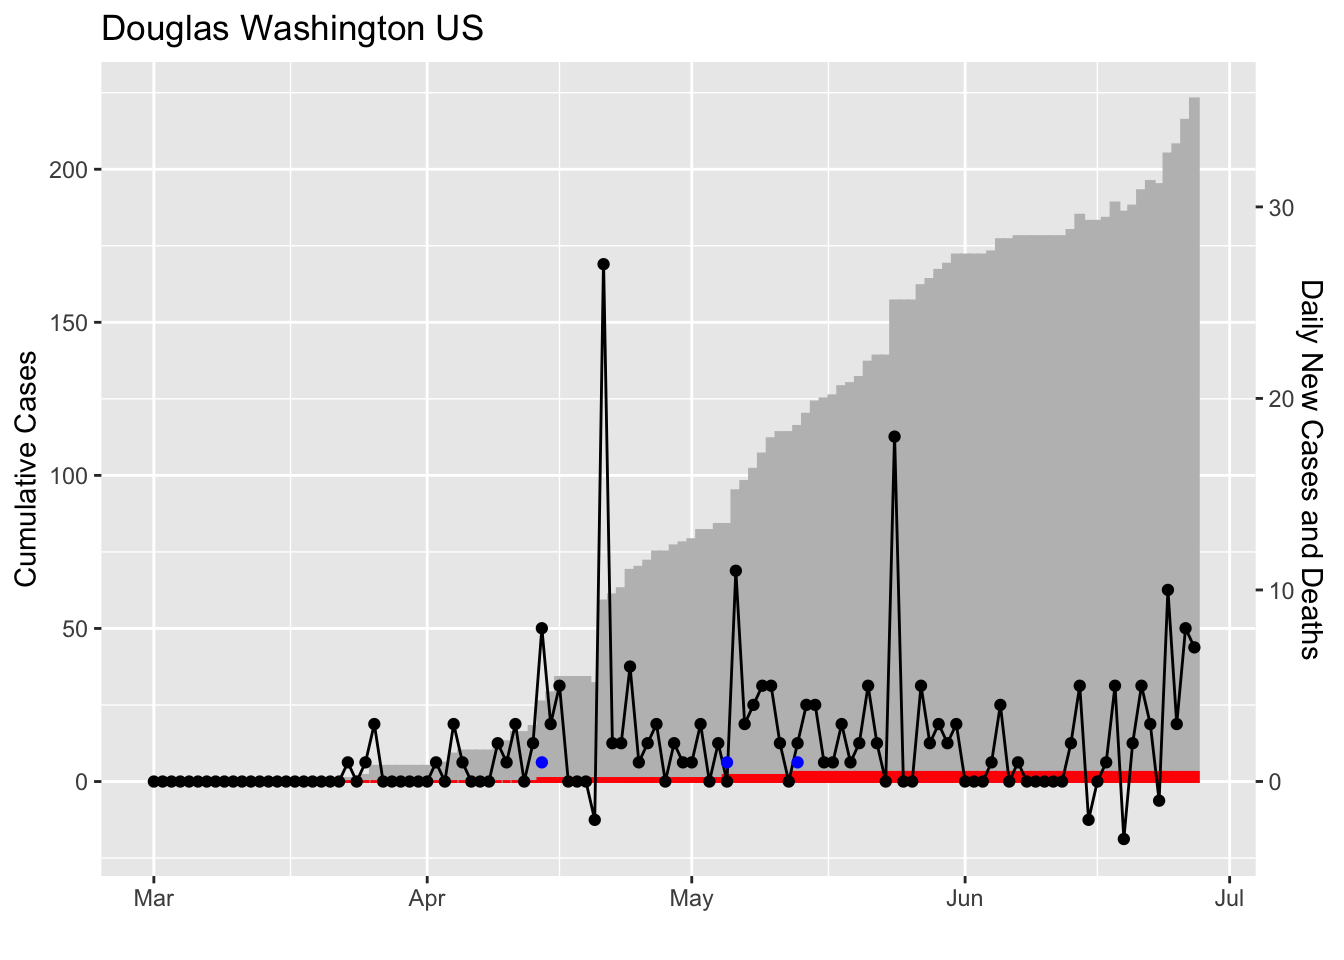 Douglas Washington US
Cumulative Cases
200
150
100
50
0
30
20
10
0
Daily New Cases and Deaths
Mar
Apr
May
Jun
Jul